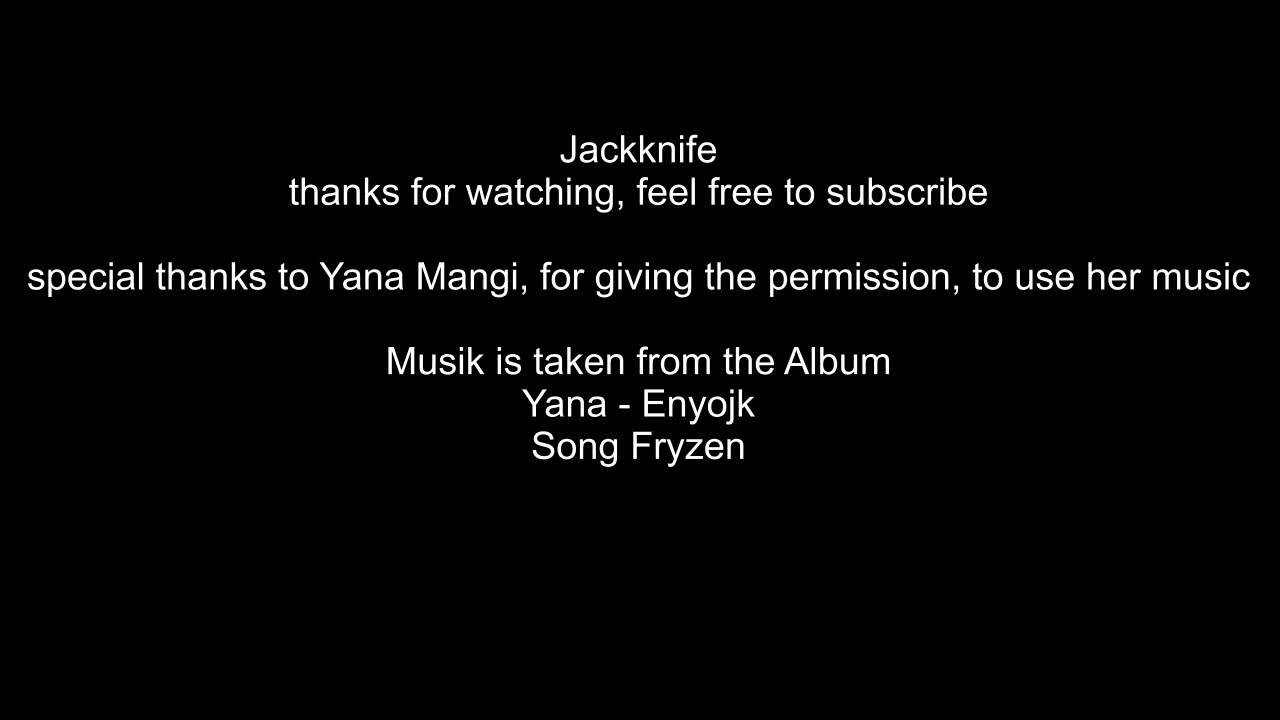 Jackknife
thanks for watching, feel free to subscribe
special thanks to Yana Mangi, for giving the permission, to use her music
Musik is taken from the Album
Yana - Enyojk
Song Fryzen